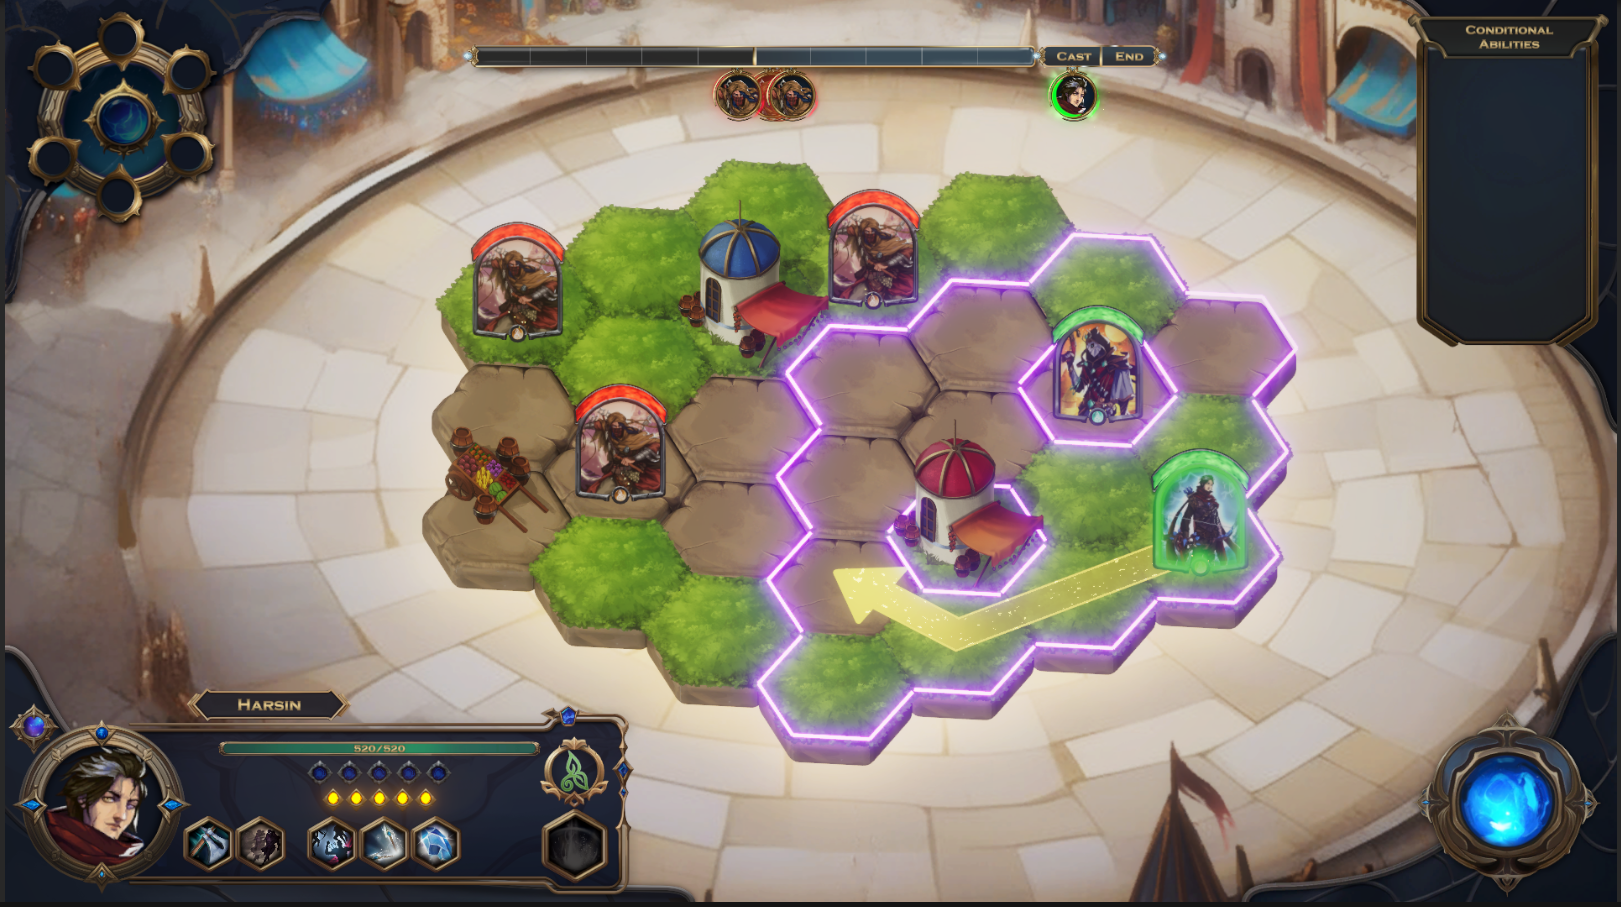 CAST
END
CONDITIONAL
ABILITIES
HARSIN
520/520